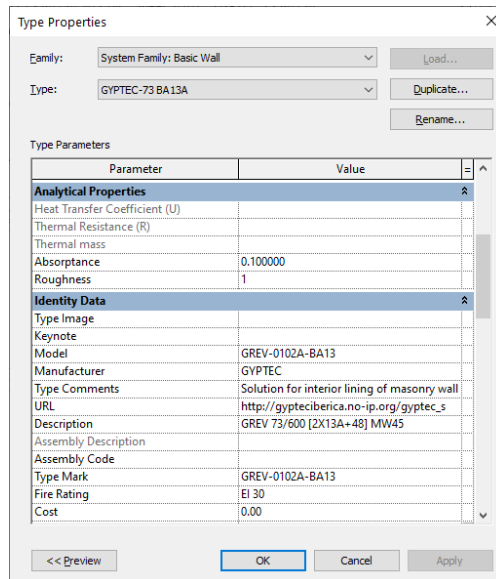 Type Properties
Family: System Family: Basic Wall Load...
Type: GYPTEC-73 BA13A Duplicate...
Rename...
Type Parameters
Parameter Value =
Analytical Properties
Heat Transfer Coefficient (U)
Thermal Resistance (R)
Thermal mass
Absorptance 0.100000
Roughness 1
Identity Data
Type Image
Keynote
Model GREV-0102A-BA13
Manufacturer GYPTEC
Type Comments Solution for interior lining of masonry wall
URL http://gypteciberica.no-ip.org/gyptec_s
Description GREV 73/600 [2X13A+48] MW45
Assembly Description
Assembly Code
Type Mark GREV-0102A-BA13
Fire Rating EI 30
Cost 0.00
<< Preview OK Cancel Apply